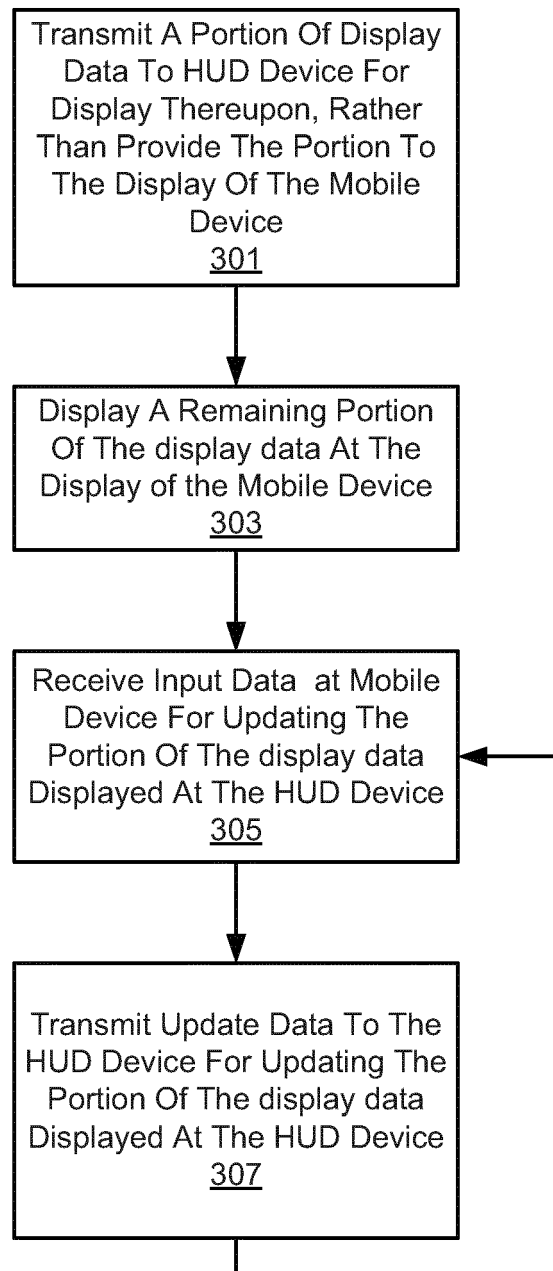 Transmit A Portion Of Display
Data To HUD Device For
Display Thereupon, Rather
Than Provide The Portion To
The Display Of The Mobile
Device
301
Display A Remaining Portion
Of The display data At The
Display of the Mobile Device
303
Receive Input Data at Mobile
Device For Updating The
Portion Of The display data
Displayed At The HUD Device
305
Transmit Update Data To The
HUD Device For Updating The
Portion Of The display data
Displayed At The HUD Device
307